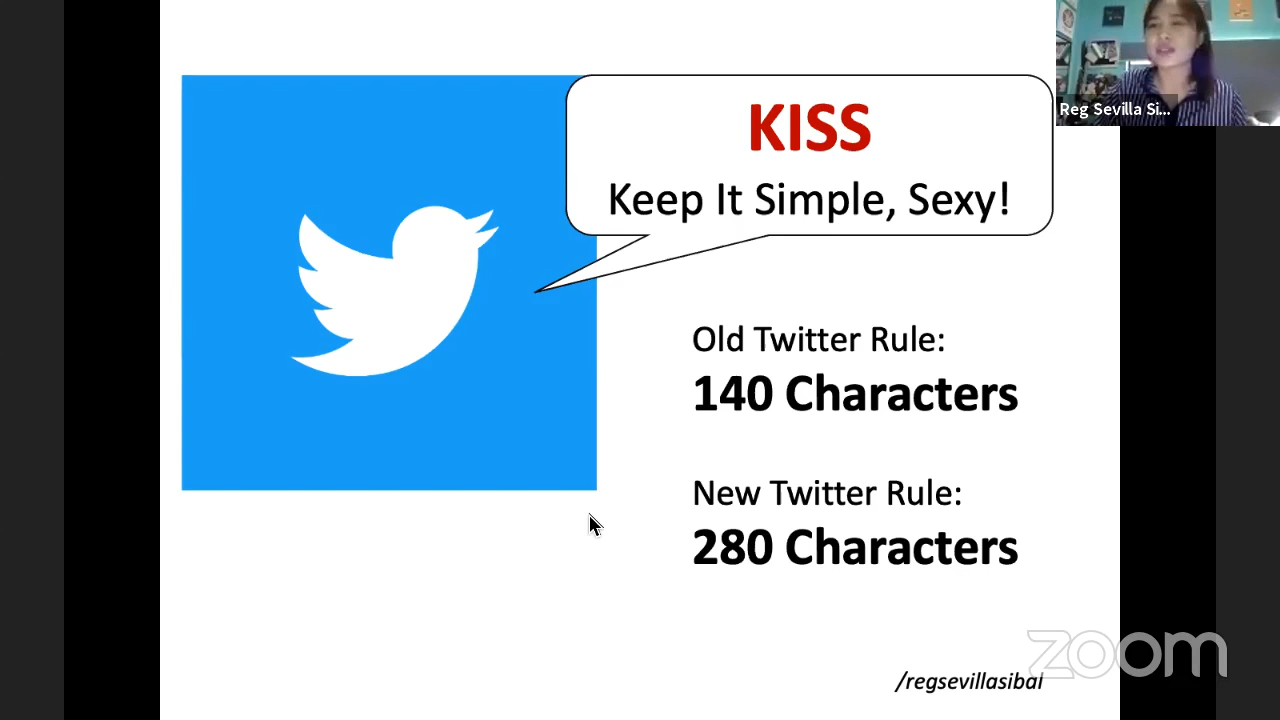 KISS
Keep It Simple, Sexy!
Reg Sevilla Si...
Old Twitter Rule:
140 Characters
New Twitter Rule:
280 Characters
zoom
/regsevillasibal